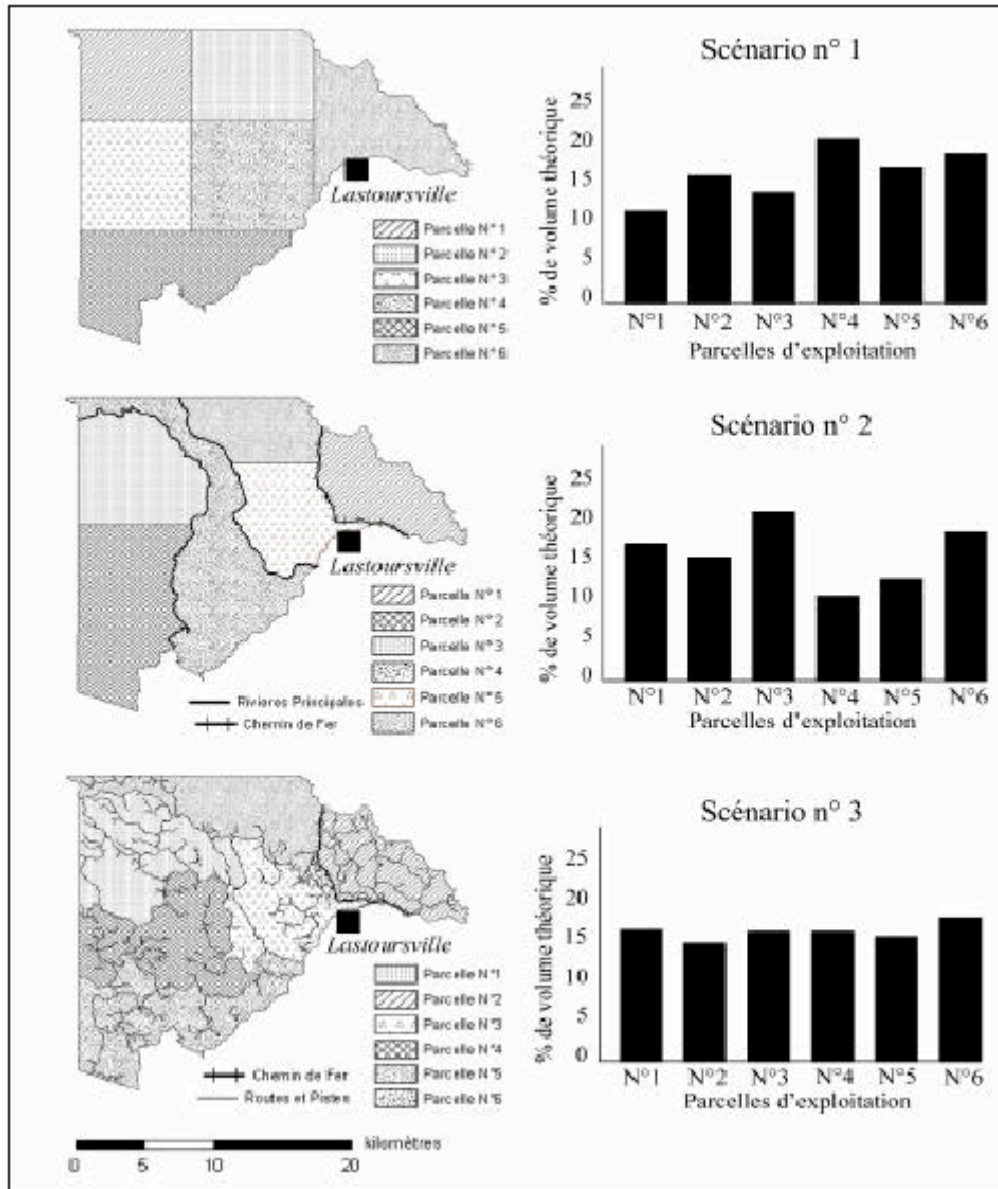 Scénario n° 1
% de volume théorique
25
20
15
10
5
0
N°1 N°2 N°3 N°4 N°5 N°6
Parcelles d'exploitation
Lastoursville
Parcelle N°1
Parcelle N°2
Parcelle N°3
Parcelle N°4
Parcelle N°5
Parcelle N°6
Scénario n° 2
% de volume théorique
25
20
15
10
5
0
N°1 N°2 N°3 N°4 N°5 N°6
Parcelles d'exploitation
Lastoursville
Parcelle N° 1
Parcelle N° 2
Parcelle N° 3
Parcelle N° 4
Parcelle N° 5
Parcelle N° 6
Rivieres Principales
Chemin de Fer
Scénario n° 3
% de volume théorique
25
20
15
10
5
0
N°1 N°2 N°3 N°4 N°5 N°6
Parcelles d'exploitation
Lastoursville
Parcelle N°1
Parcelle N°2
Parcelle N°3
Parcelle N°4
Parcelle N°5
Parcelle N°6
Chemin de Fer
Routes et Pistes
kilomètres
0 5 10 20